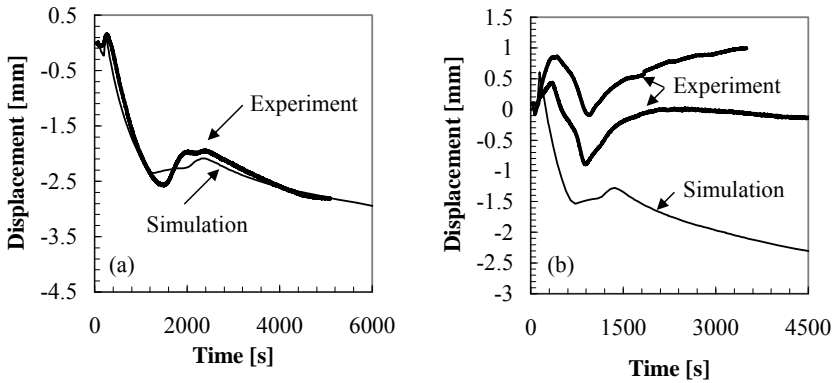 Displacement [mm]
0.5
-0.5
-1.5
-2.5
-3.5
-4.5
Experiment
Simulation
(a)
0 2000 4000 6000
Time [s]
Displacement [mm]
1.5
1
0.5
0
-0.5
-1
-1.5
-2
-2.5
-3
Experiment
Simulation
(b)
0 1500 3000 4500
Time [s]